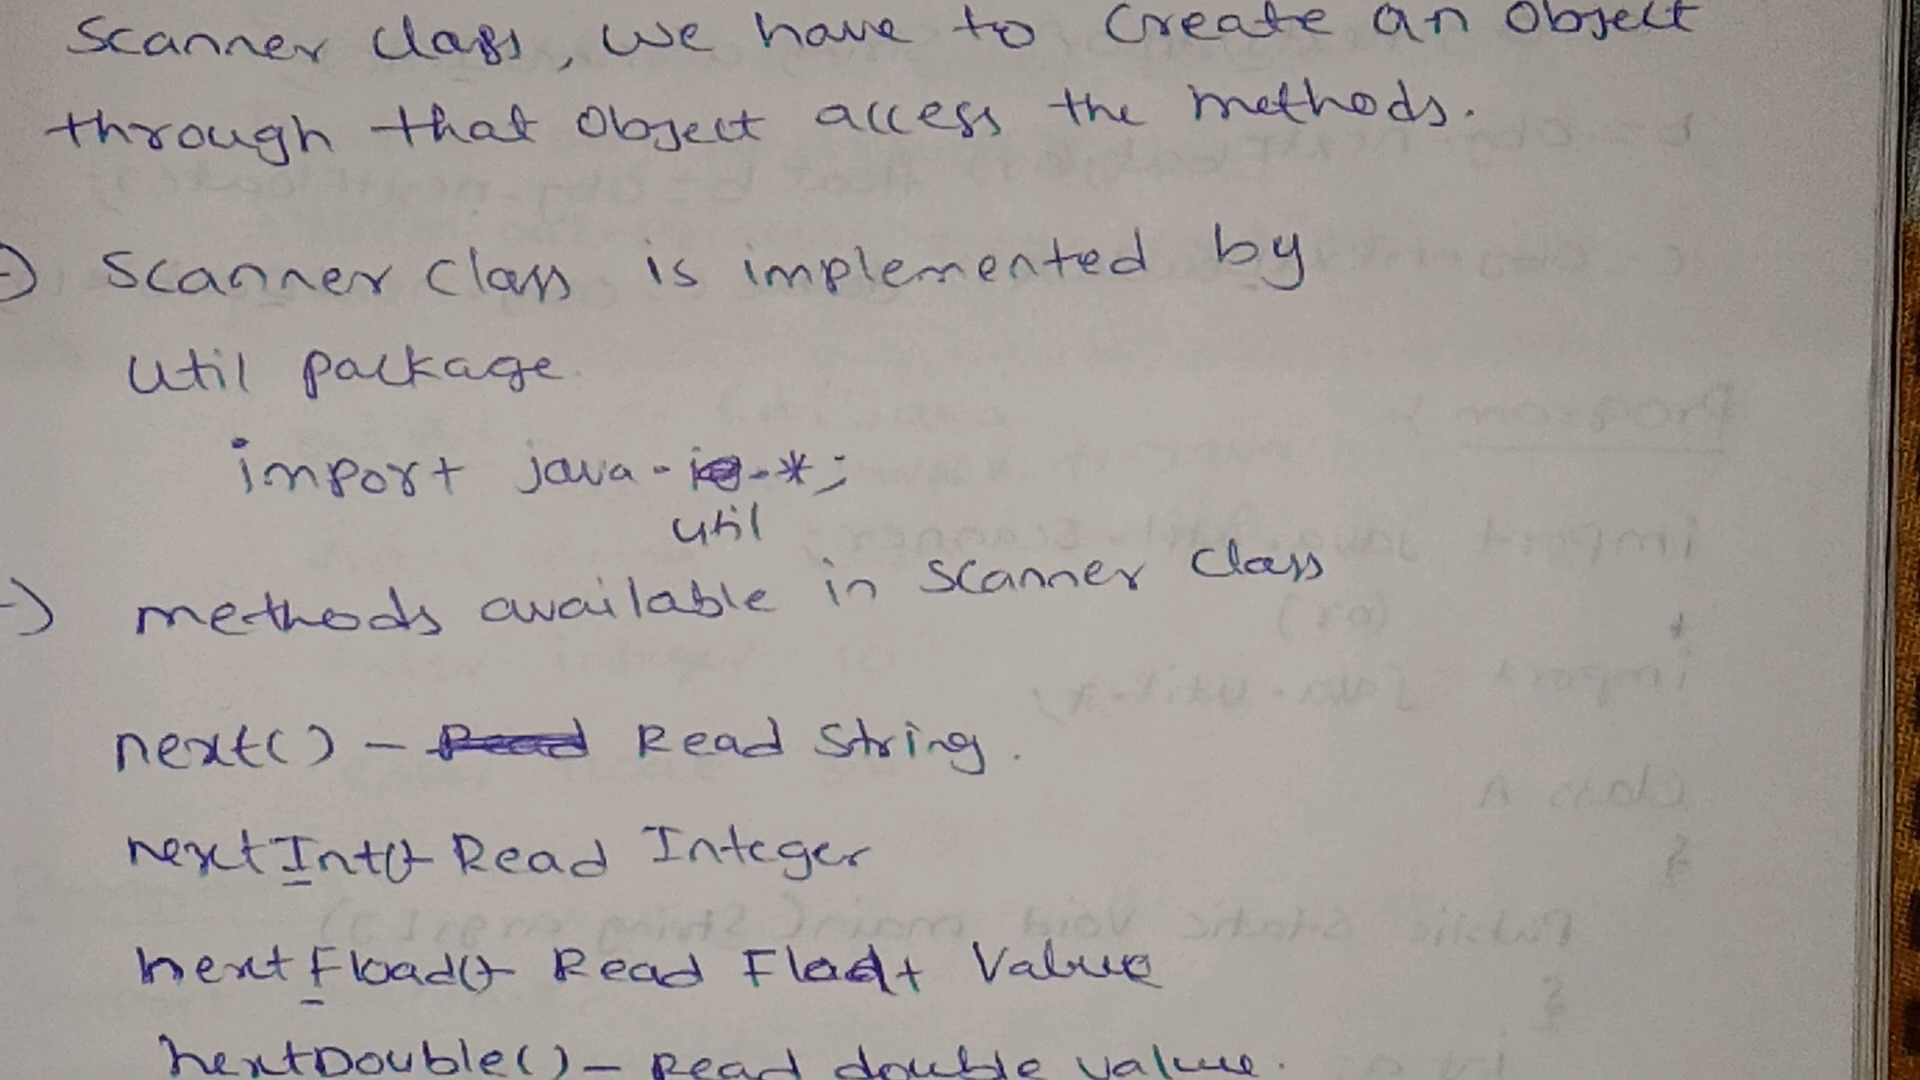 Scanner class, we have to create an object
through that object access the methods.
→ Scanner class is implemented by
util package.
import java.*;
util
→ methods available in Scanner class
next() - Read String.
nextInt() - Read Integer
nextFload() - Read Float Value
nextDouble() - Read double value.